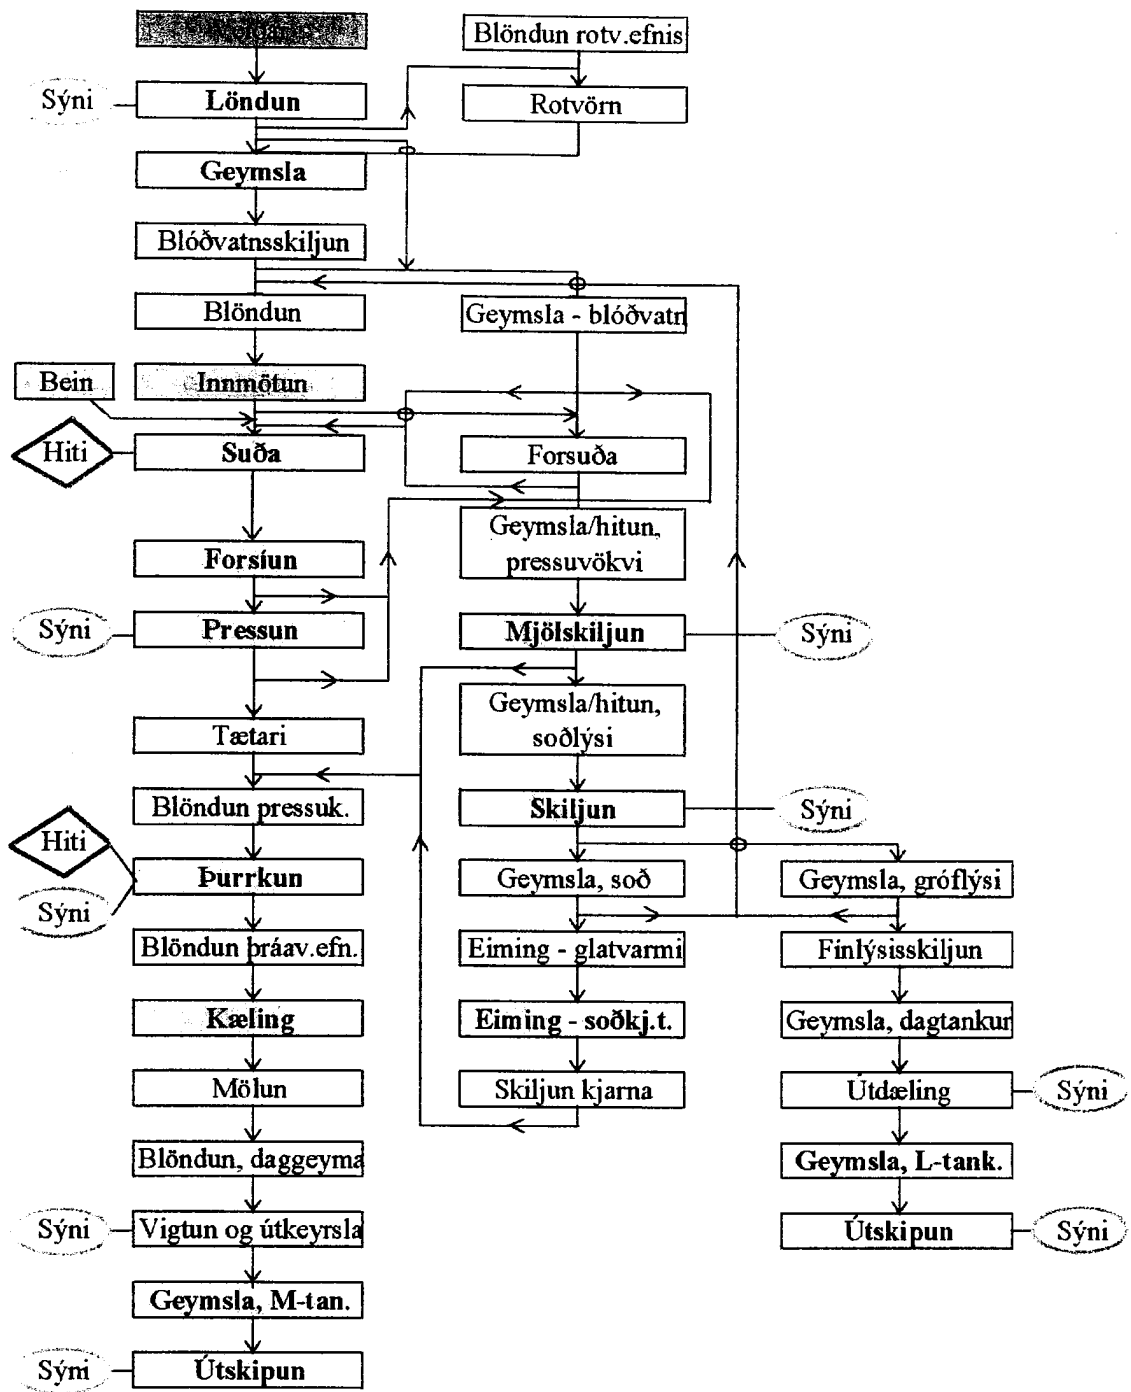 Blöndun rotv.efnis
Sýni
Löndun
Rotvörn
Geymsla
Blóðvatnsskiljun
Blöndun
Geymsla - blóðvatn
Bein
Innmötun
Hiti
Suða
Forsuða
Geymsla/hitun,
pressuvökvi
Forsíun
Sýni
Pressun
Mjölskiljun
Sýni
Geymsla/hitun,
soðlýsi
Tætari
Blöndun pressuk.
Skiljun
Sýni
Hiti
Þurrkun
Sýni
Geymsla, soð
Geymsla, gróflýsi
Blöndun þráav.efn.
Eiming - glatvarmi
Fínlýsisskiljun
Kæling
Eiming - soðkj.t.
Geymsla, dagtankur
Mölun
Skiljun kjarna
Útdæling
Sýni
Blöndun, daggeyma
Geymsla, L-tank.
Sýni
Vigtun og útkeyrsla
Útskipun
Sýni
Geymsla, M-tan.
Sýni
Útskipun